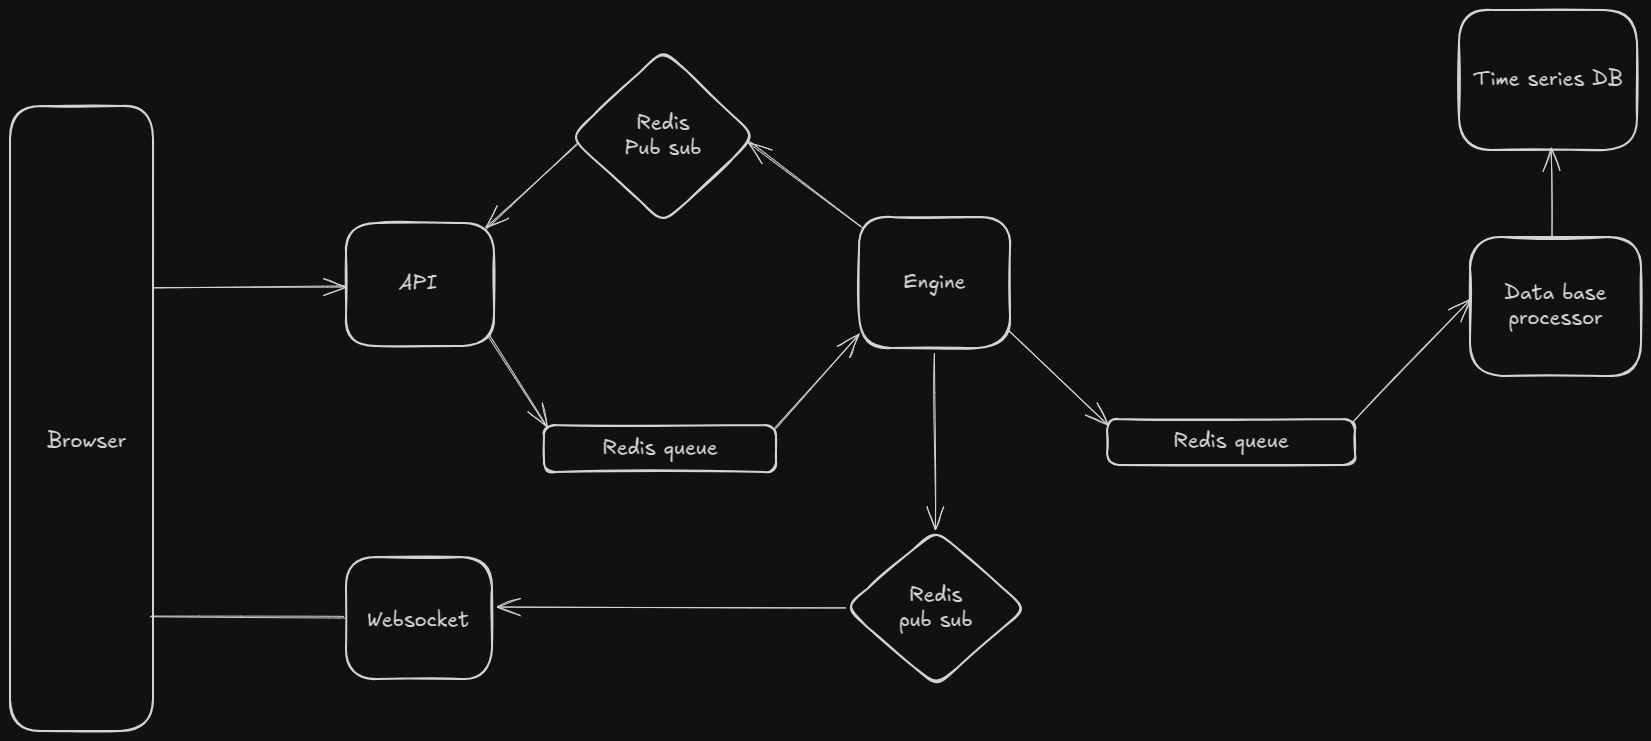 Time series DB
Redis
Pub sub
API
Engine
Data base
processor
Browser
Redis queue
Redis queue
Websocket
Redis
pub sub